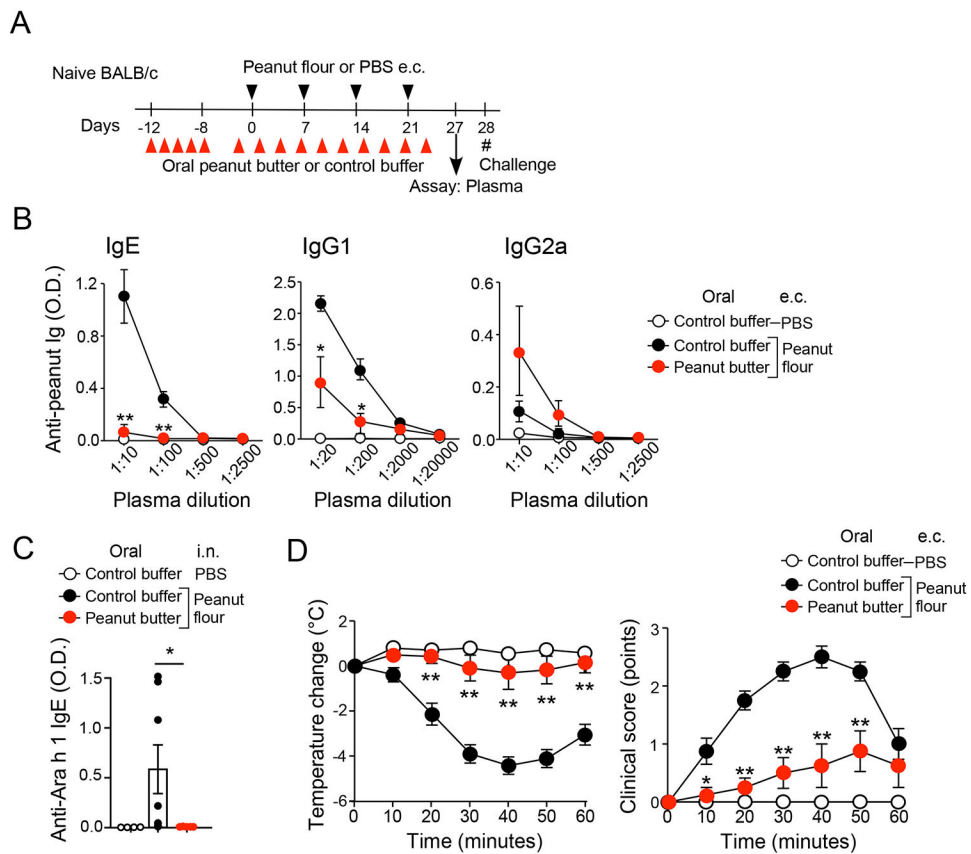 A
Naive BALB/c
Peanut flour or PBS e.c.
Days
-12 -8 0 7 14 21 27 28
Oral peanut butter or control buffer
#
Challenge
Assay: Plasma
B
IgE
IgG1
IgG2a
Anti-peanut Ig (O.D.)
1.2
0.8
0.4
0.0
**
**
1:10 1:100 1:500 1:2500
Plasma dilution
2.5
2.0
1.5
1.0
0.5
0.0
*
*
1:20 1:200 1:2000 1:20000
Plasma dilution
0.6
0.4
0.2
0.0
1:10 1:100 1:500 1:2500
Plasma dilution
Oral e.c.
Control buffer–PBS
Control buffer Peanut
Peanut butter flour
C
Oral i.n.
Control buffer PBS
Control buffer Peanut
Peanut butter flour
Anti-Ara h 1 IgE (O.D.)
*
1.5
1.0
0.5
0.0
D
Oral e.c.
Control buffer–PBS
Control buffer Peanut
Peanut butter flour
Temperature change (°C)
2
0
-2
-4
-6
** ** ** ** **
0 10 20 30 40 50 60
Time (minutes)
Clinical score (points)
3
2
1
0
* ** ** ** **
0 10 20 30 40 50 60
Time (minutes)